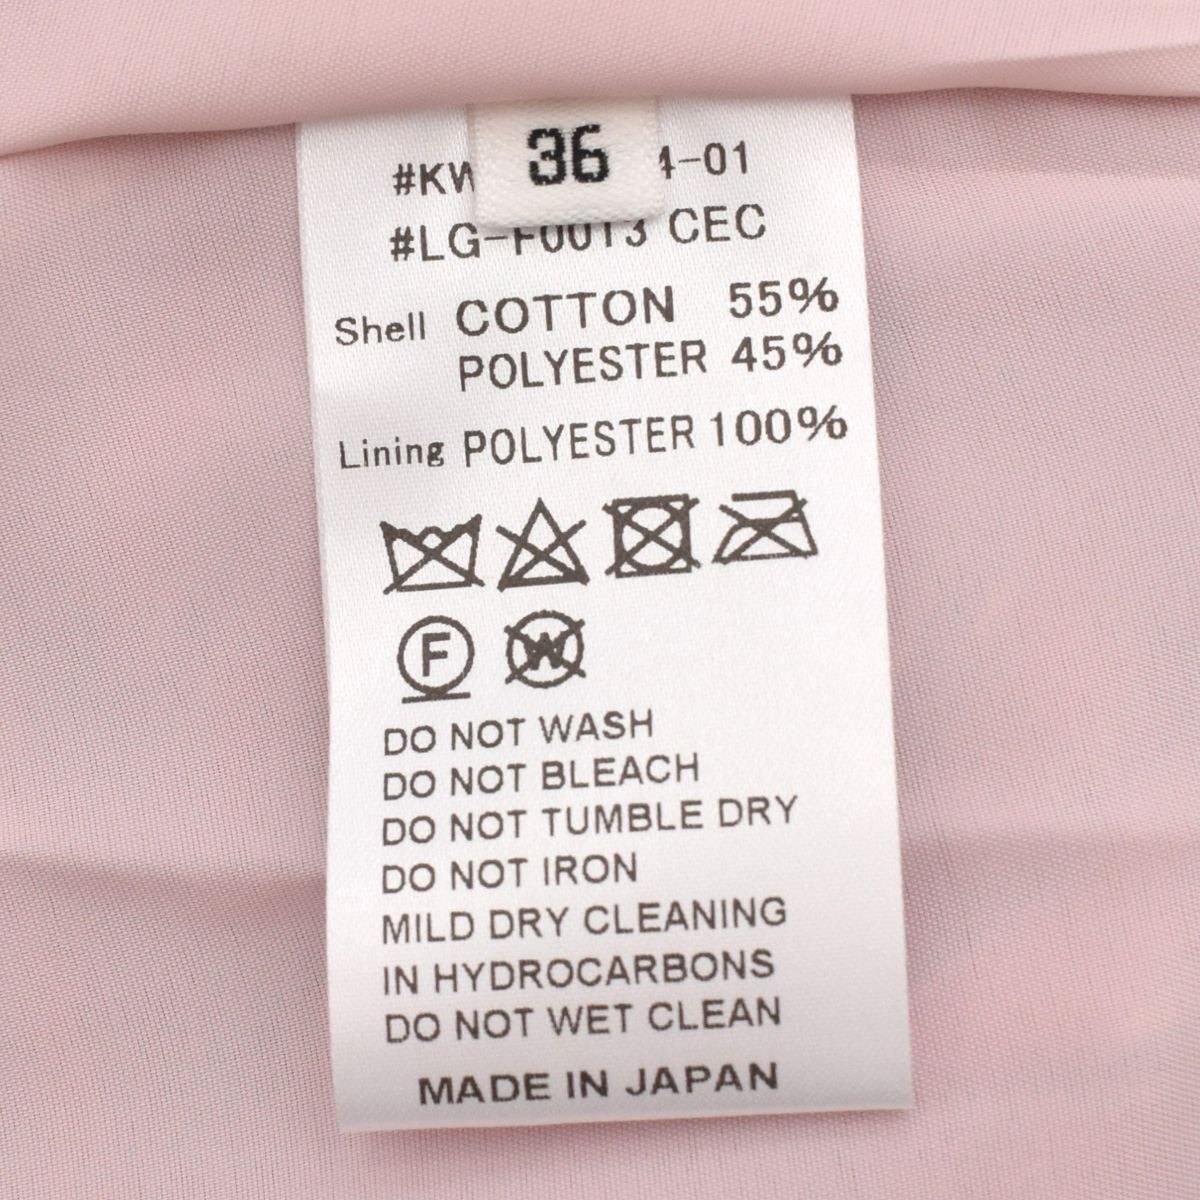 36
#KW 4-01
#LG-F0013 CEC
Shell COTTON 55%
POLYESTER 45%
Lining POLYESTER 100%
F W
DO NOT WASH
DO NOT BLEACH
DO NOT TUMBLE DRY
DO NOT IRON
MILD DRY CLEANING
IN HYDROCARBONS
DO NOT WET CLEAN
MADE IN JAPAN